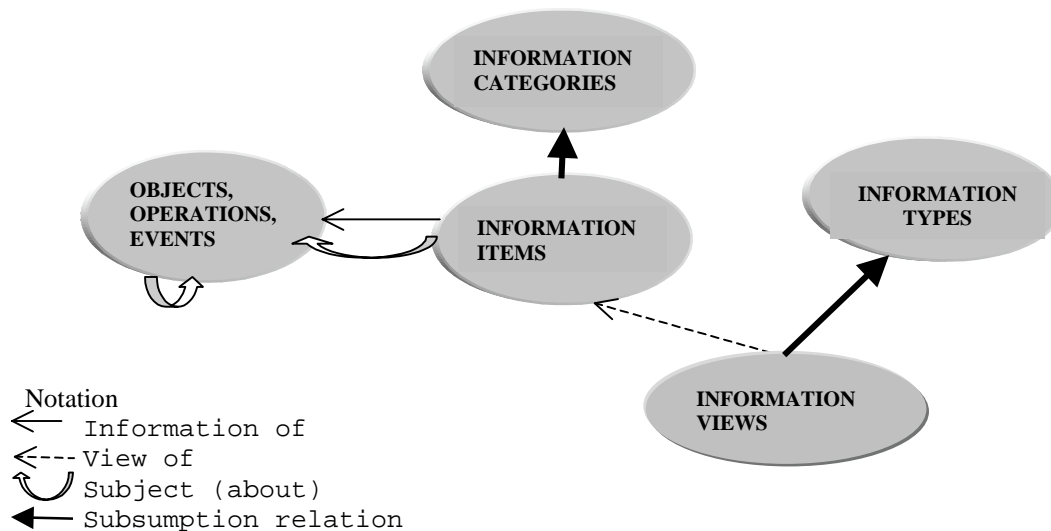 INFORMATION
CATEGORIES
OBJECTS,
OPERATIONS,
EVENTS
INFORMATION
ITEMS
INFORMATION
TYPES
INFORMATION
VIEWS
Notation
Information of
View of
Subject (about)
Subsumption relation